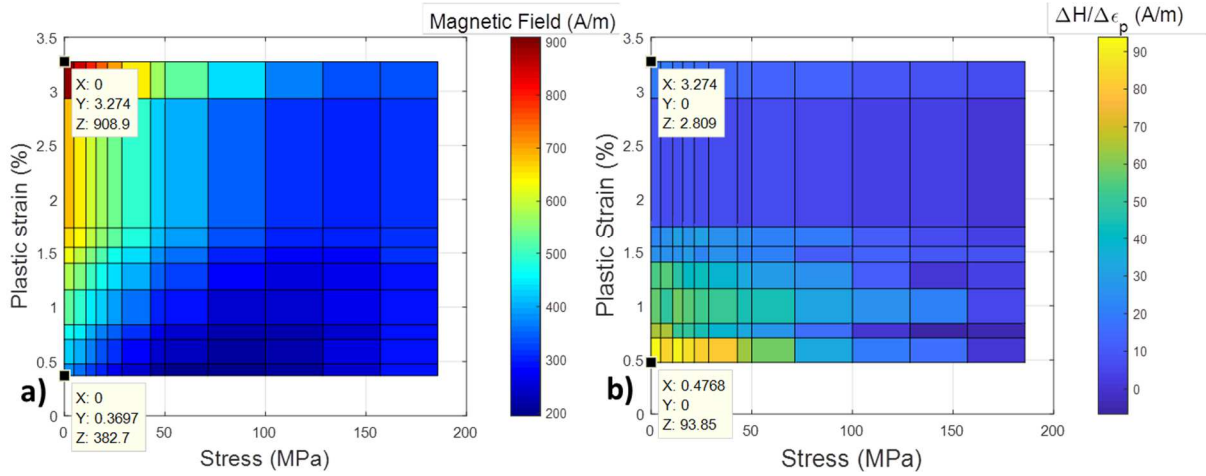 Magnetic Field (A/m)
3.5
3
2.5
2
1.5
1
0.5
0
Plastic strain (%)
X: 0
Y: 3.274
Z: 908.9
X: 0
Y: 0.3697
Z: 382.7
a)
0
50
100
150
200
Stress (MPa)
900
800
700
600
500
400
300
200
ΔH/Δϵp (A/m)
3.5
3
2.5
2
1.5
1
0.5
0
Plastic Strain (%)
X: 3.274
Y: 0
Z: 2.809
X: 0.4768
Y: 0
Z: 93.85
b)
0
50
100
150
200
Stress (MPa)
90
80
70
60
50
40
30
20
10
0